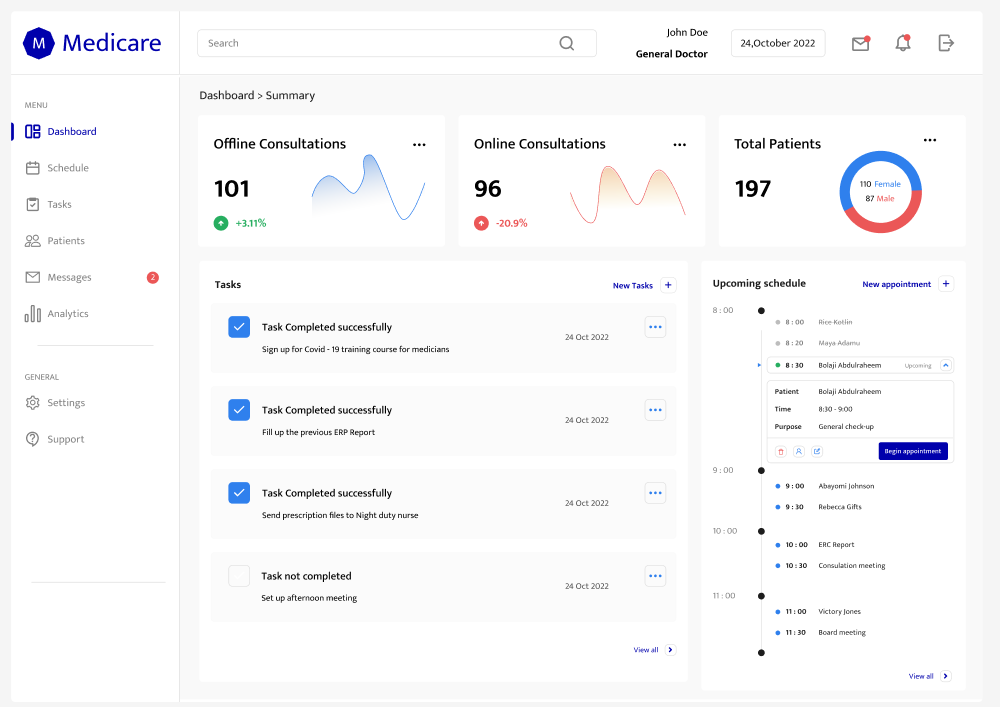 M Medicare
Search
John Doe
General Doctor
24,October 2022
MENU
Dashboard
Schedule
Tasks
Patients
Messages 2
Analytics
GENERAL
Settings
Support
Dashboard > Summary
Offline Consultations
101
+3.11%
Online Consultations
96
-20.9%
Total Patients
197
110 Female
87 Male
Tasks
New Tasks +
Task Completed successfully
Sign up for Covid - 19 training course for medicians
24 Oct 2022
Task Completed successfully
Fill up the previous ERP Report
24 Oct 2022
Task Completed successfully
Send prescription files to Night duty nurse
24 Oct 2022
Task not completed
Set up afternoon meeting
24 Oct 2022
View all
Upcoming schedule
New appointment +
8 : 00
8 : 00 Rice Katlin
8 : 20 Maya Adamu
8 : 30 Bolaji Abdulraheem Upcoming
Patient Bolaji Abdulraheem
Time 8:30 - 9:00
Purpose General check-up
Begin appointment
9 : 00
9 : 00 Abayomi Johnson
9 : 30 Rebecca Gifts
10 : 00
10 : 00 ERC Report
10 : 30 Consulation meeting
11 : 00
11 : 00 Victory Jones
11 : 30 Board meeting
View all